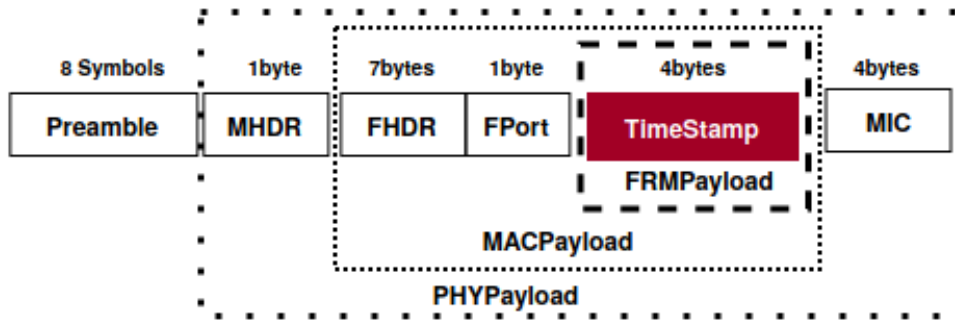 8 Symbols 1byte 7bytes 1byte 4bytes 4bytes
Preamble MHDR FHDR FPort TimeStamp MIC
FRMPayload
MACPayload
PHYPayload